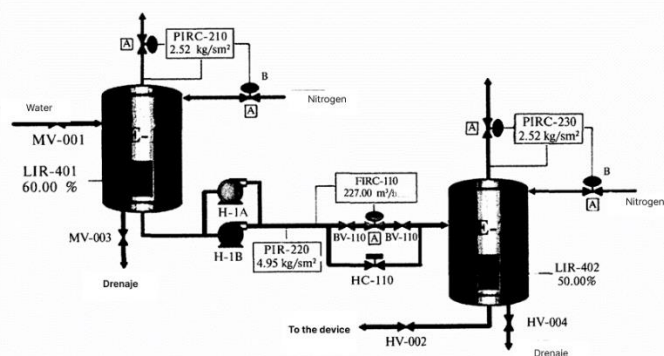 PIRC-210
2.52 kg/sm²
A
B
A
Nitrogen
Water
MV-001
E-
LIR-401
60.00 %
MV-003
Drenaje
H-1A
H-1B
PIR-220
4.95 kg/sm²
FIRC-110
227.00 m³/h
BV-110
A
BV-110
HC-110
PIRC-230
2.52 kg/sm²
A
B
A
Nitrogen
E-
LIR-402
50.00%
To the device
HV-002
HV-004
Drenaje